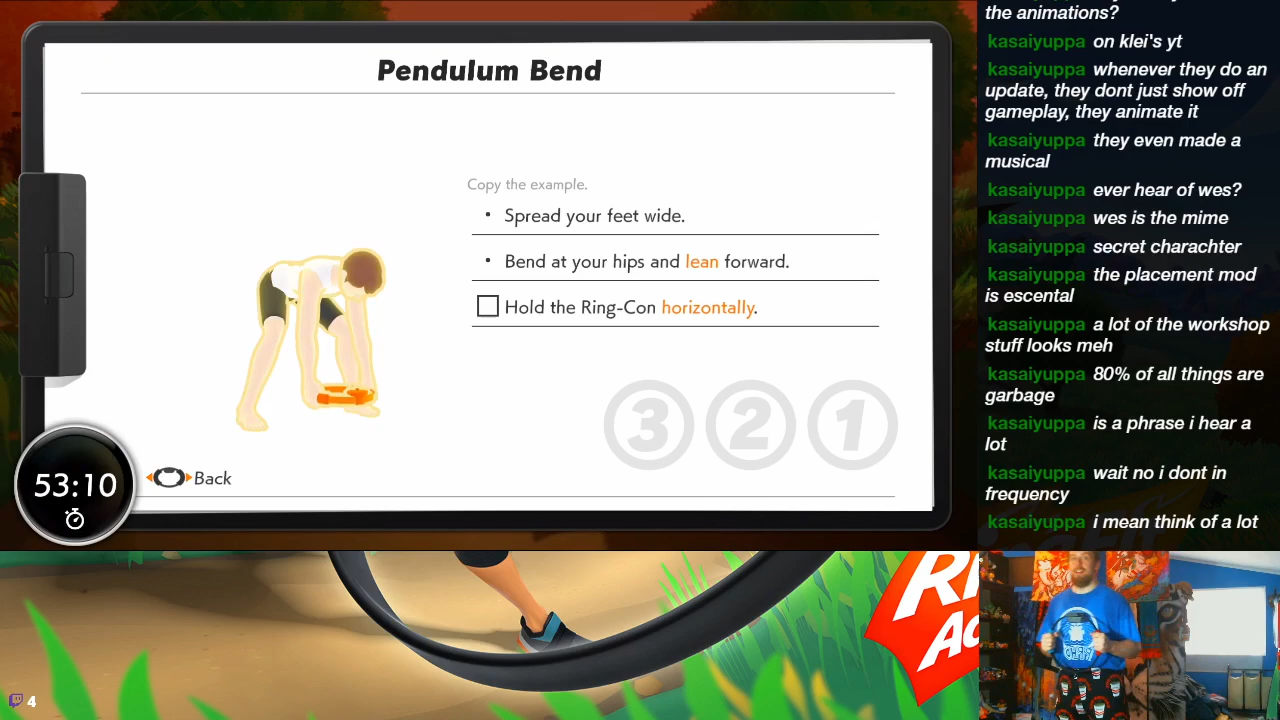 Pendulum Bend
Copy the example.
• Spread your feet wide.
• Bend at your hips and lean forward.
Hold the Ring-Con horizontally.
3 2 1
53:10
Back
4
the animations?
kasaiyuppa on klei's yt
kasaiyuppa whenever they do an
update, they dont just show off
gameplay, they animate it
kasaiyuppa they even made a
musical
kasaiyuppa ever hear of wes?
kasaiyuppa wes is the mime
kasaiyuppa secret charachter
kasaiyuppa the placement mod
is escental
kasaiyuppa a lot of the workshop
stuff looks meh
kasaiyuppa 80% of all things are
garbage
kasaiyuppa is a phrase i hear a
lot
kasaiyuppa wait no i dont in
frequency
kasaiyuppa i mean think of a lot